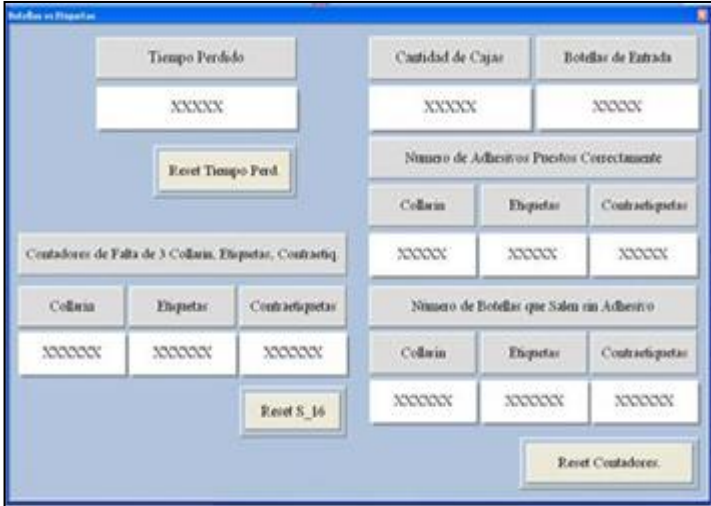 Botellas vs Etiquetas
Tiempo Perdido
XXXXX
Reset Tiempo Perd.
Contadores de Falta de 3 Collarin, Etiquetas, Contraetiq.
Collarin Etiquetas Contraetiquetas
XXXXXX XXXXXX XXXXXX
Reset S_16
Cantidad de Cajas Botellas de Entrada
XXXXX XXXXX
Número de Adhesivos Puestos Correctamente
Collarin Etiquetas Contraetiquetas
XXXXX XXXXX XXXXX
Número de Botellas que Salen sin Adhesivo
Collarin Etiquetas Contraetiquetas
XXXXXX XXXXXX XXXXXX
Reset Contadores.